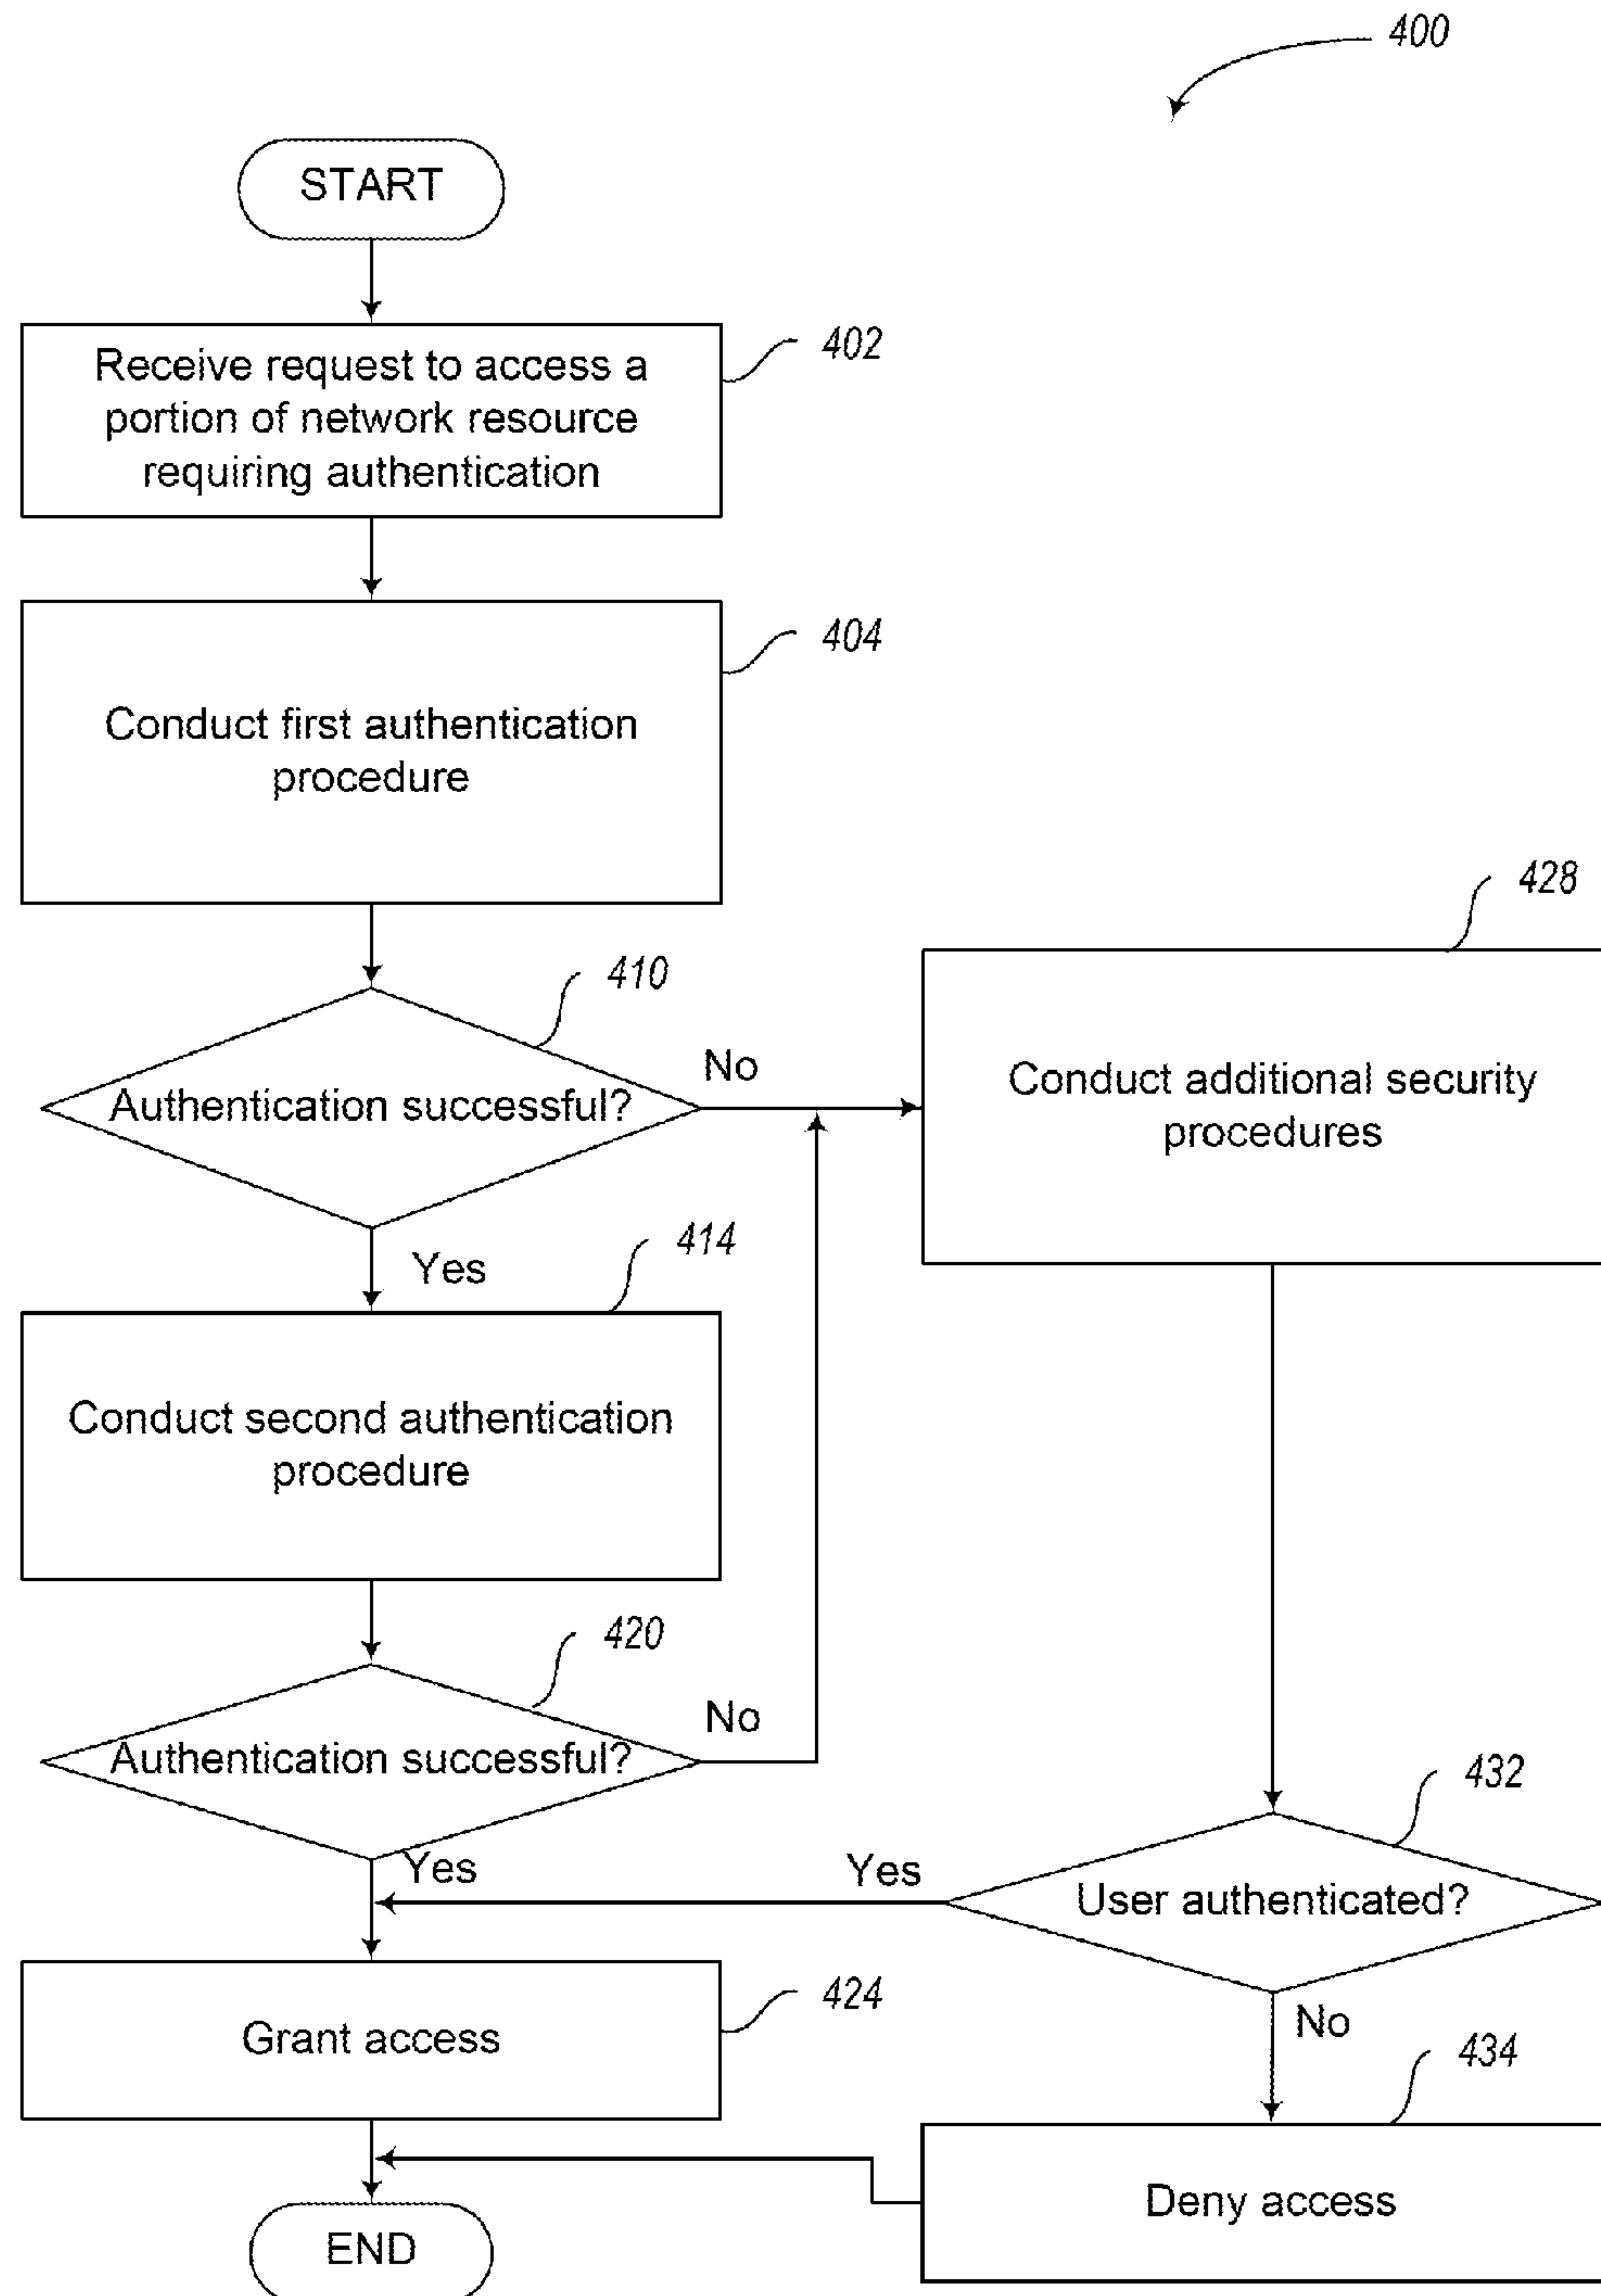 400
START
402
Receive request to access a
portion of network resource
requiring authentication
404
Conduct first authentication
procedure
410
Authentication successful?
No
Yes
428
Conduct additional security
procedures
414
Conduct second authentication
procedure
420
Authentication successful?
No
Yes
432
User authenticated?
Yes
No
424
Grant access
434
Deny access
END